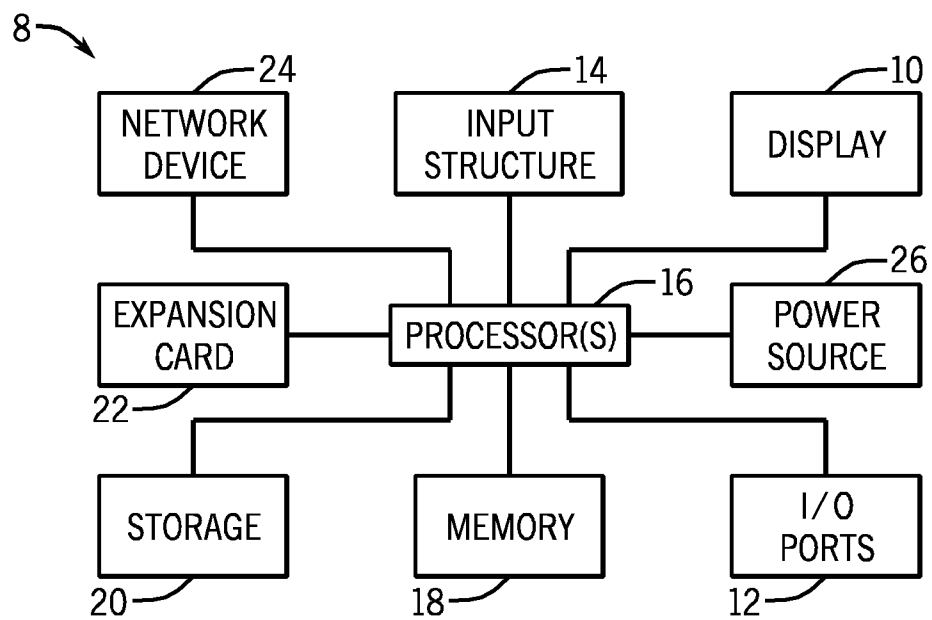 8
24
14
10
NETWORK
DEVICE
INPUT
STRUCTURE
DISPLAY
16
26
EXPANSION
CARD
PROCESSOR(S)
POWER
SOURCE
22
STORAGE
MEMORY
I/O
PORTS
20
18
12